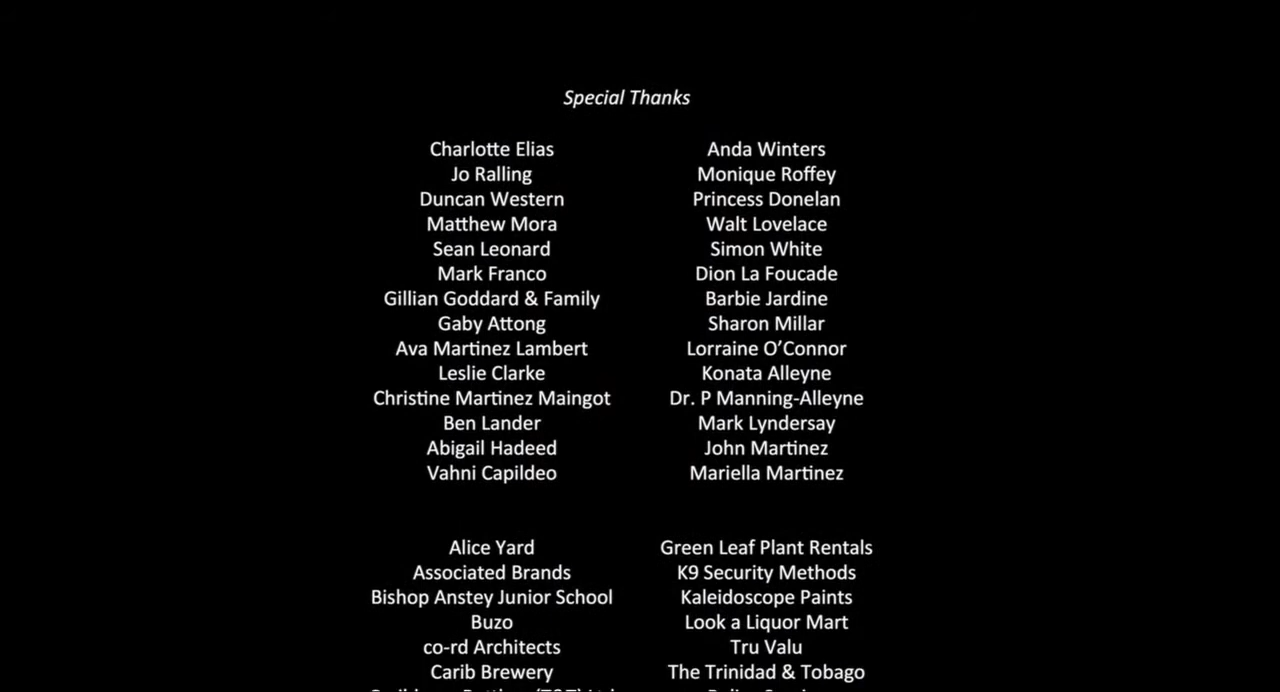 Special Thanks
Charlotte Elias
Jo Ralling
Duncan Western
Matthew Mora
Sean Leonard
Mark Franco
Gillian Goddard & Family
Gaby Attong
Ava Martinez Lambert
Leslie Clarke
Christine Martinez Maingot
Ben Lander
Abigail Hadeed
Vahni Capildeo
Anda Winters
Monique Roffey
Princess Donelan
Walt Lovelace
Simon White
Dion La Foucade
Barbie Jardine
Sharon Millar
Lorraine O’Connor
Konata Alleyne
Dr. P Manning-Alleyne
Mark Lyndersay
John Martinez
Mariella Martinez
Alice Yard
Associated Brands
Bishop Anstey Junior School
Buzo
co-rd Architects
Carib Brewery
Green Leaf Plant Rentals
K9 Security Methods
Kaleidoscope Paints
Look a Liquor Mart
Tru Valu
The Trinidad & Tobago